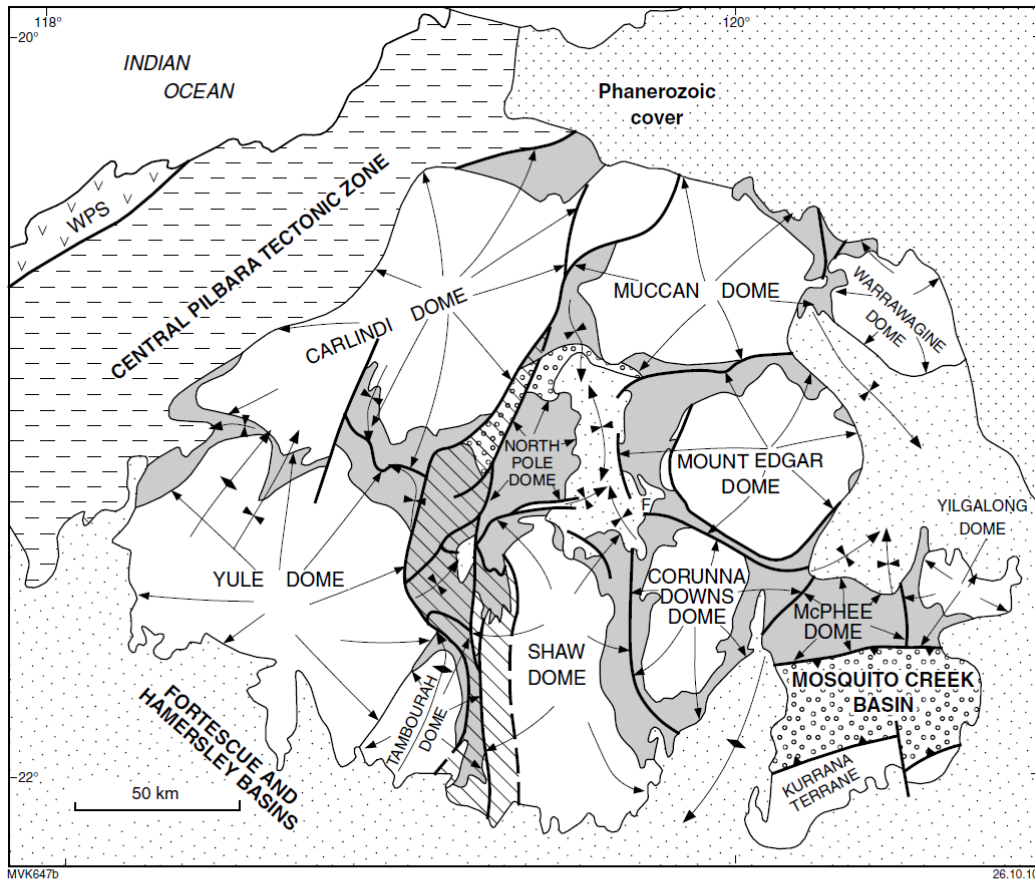 118°
120°
20°
INDIAN
OCEAN
Phanerozoic
cover
WPS
CENTRAL PILBARA TECTONIC ZONE
CARLINDI DOME
MUCCAN DOME
WARRAWAGINE
DOME
NORTH
POLE
DOME
MOUNT EDGAR
DOME
YILGALONG
DOME
F
YULE DOME
CORUNNA
DOWNS
DOME
McPHEE
DOME
SHAW
DOME
TAMBOURAH
DOME
MOSQUITO CREEK
BASIN
KURRANA
TERRANE
FORTESCUE AND
HAMERSLEY BASINS
22°
50 km
MVK647b
26.10.10